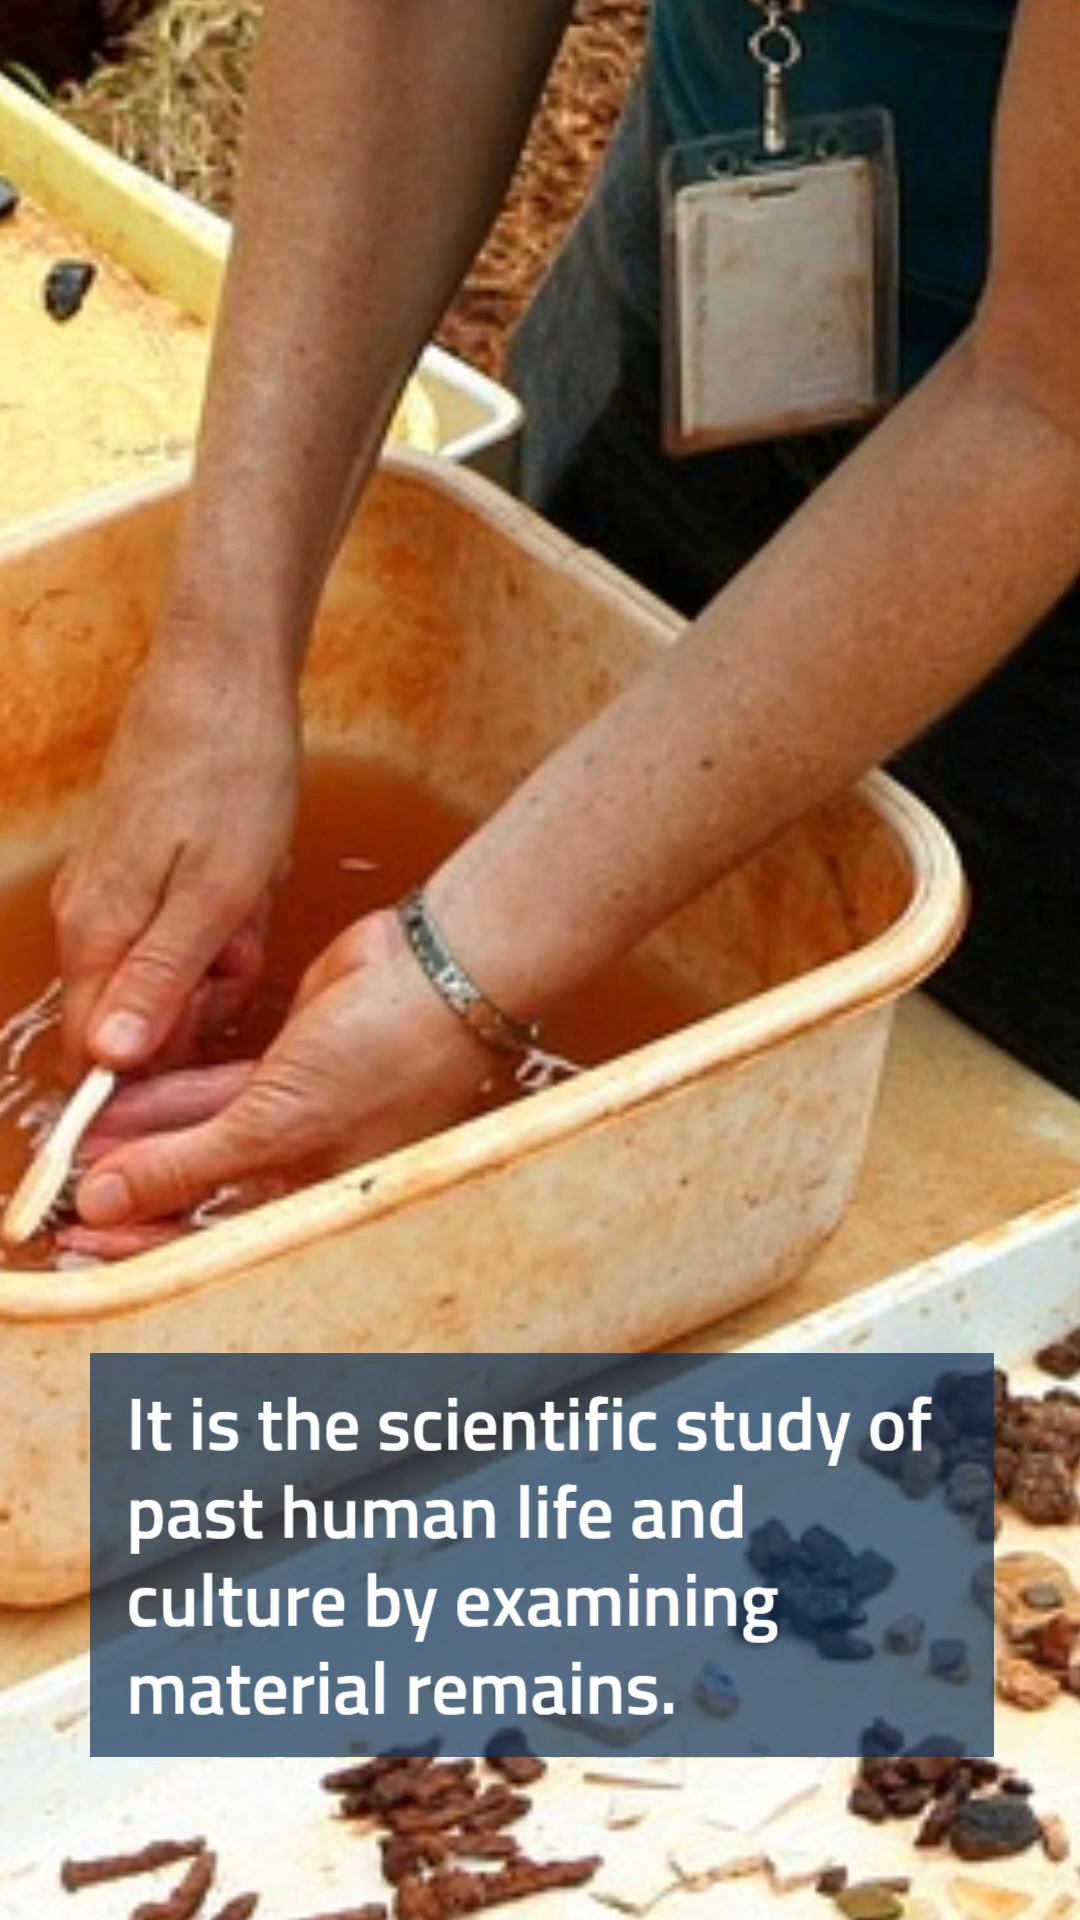 It is the scientific study of
past human life and
culture by examining
material remains.